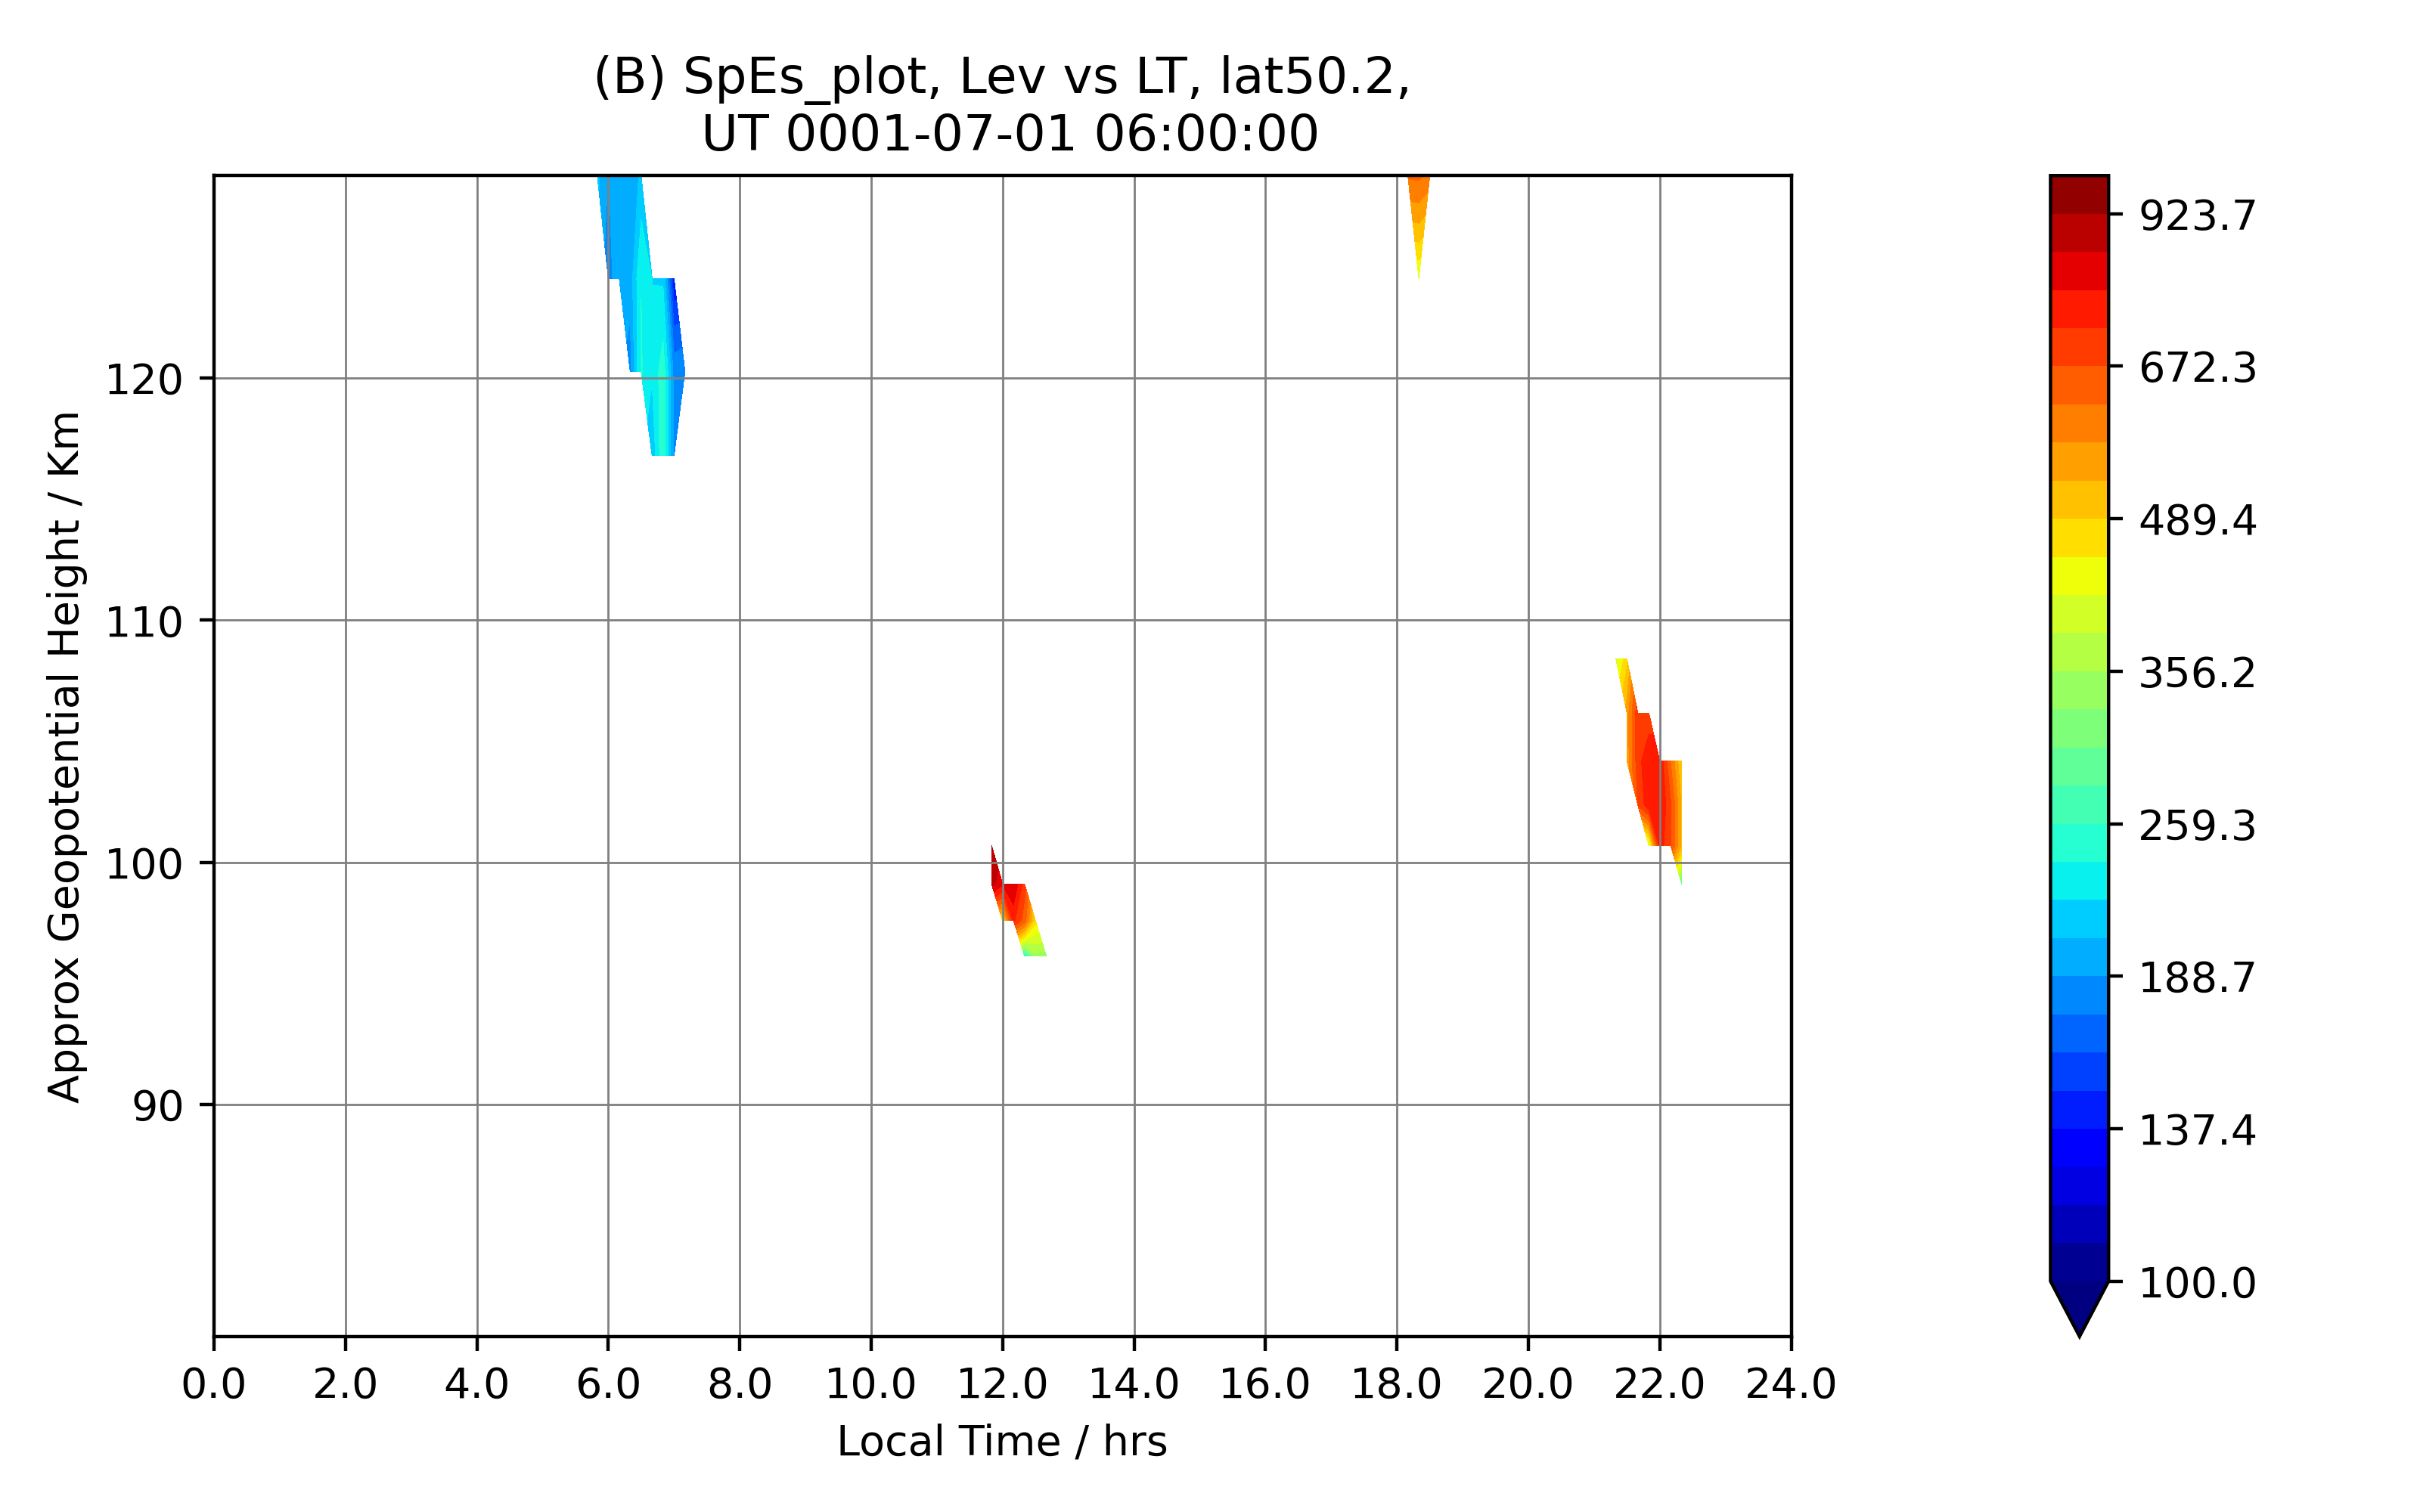 (B) SpEs_plot, Lev vs LT, lat50.2,
UT 0001-07-01 06:00:00
Approx Geopotential Height / Km
120
110
100
90
0.0 2.0 4.0 6.0 8.0 10.0 12.0 14.0 16.0 18.0 20.0 22.0 24.0
Local Time / hrs
923.7
672.3
489.4
356.2
259.3
188.7
137.4
100.0